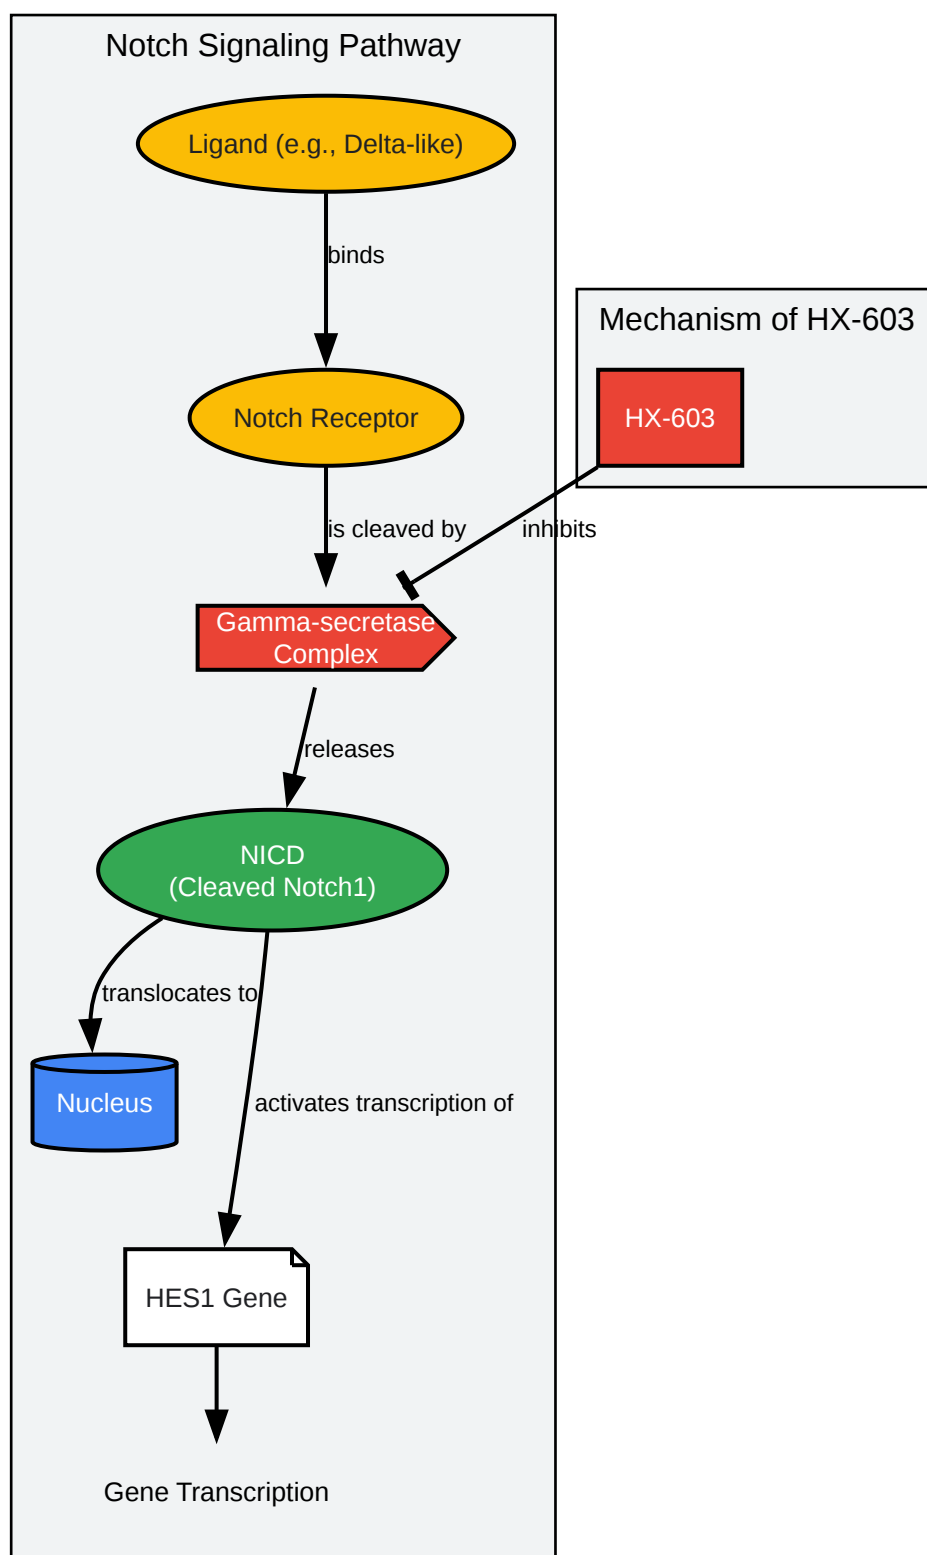 Notch Signaling Pathway
Ligand (e.g., Delta-like)
binds
Mechanism of HX-603
Notch Receptor
HX-603
is cleaved by
inhibits
Gamma-secretase
Complex
releases
NICD
(Cleaved Notch1)
translocates to
Nucleus
activates transcription of
HES1 Gene
Gene Transcription